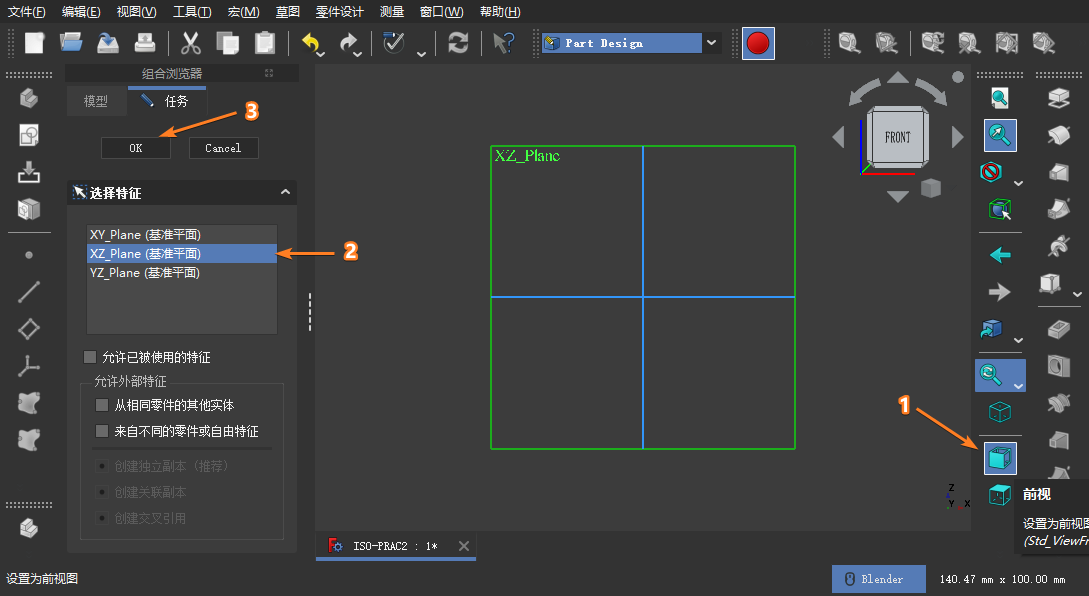 文件(F) 编辑(E) 视图(V) 工具(T) 宏(M) 草图 零件设计 测量 窗口(W) 帮助(H)
Part Design
组合浏览器
模型 任务
3
OK Cancel
选择特征
XY_Plane (基准平面)
XZ_Plane (基准平面)
YZ_Plane (基准平面)
2
允许已被使用的特征
允许外部特征
从相同零件的其他实体
来自不同的零件或自由特征
创建独立副本（推荐）
创建关联副本
创建交叉引用
XZ_Plane
FRONT
1
Z
Y X
前视
设置为前视图
(Std_ViewFr
ISO-PRAC2 : 1*
设置为前视图
Blender
140.47 mm x 100.00 mm